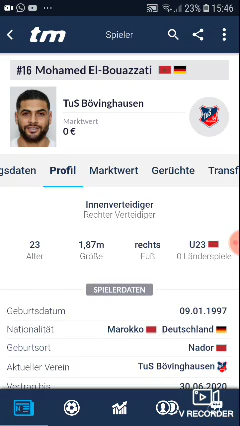 23% 15:46
tm Spieler
#16 Mohamed El-Bouazzati
TuS Bövinghausen
Marktwert
0 €
gsdaten Profil Marktwert Gerüchte Transf
Innenverteidiger
Rechter Verteidiger
23 1,87m rechts U23
Alter Größe Fuß 0 Länderspiele
SPIELERDATEN
Geburtsdatum 09.01.1997
Nationalität Marokko Deutschland
Geburtsort Nador
Aktueller Verein TuS Bövinghausen
Vertrag bis 30.06.2020
V RECORDER